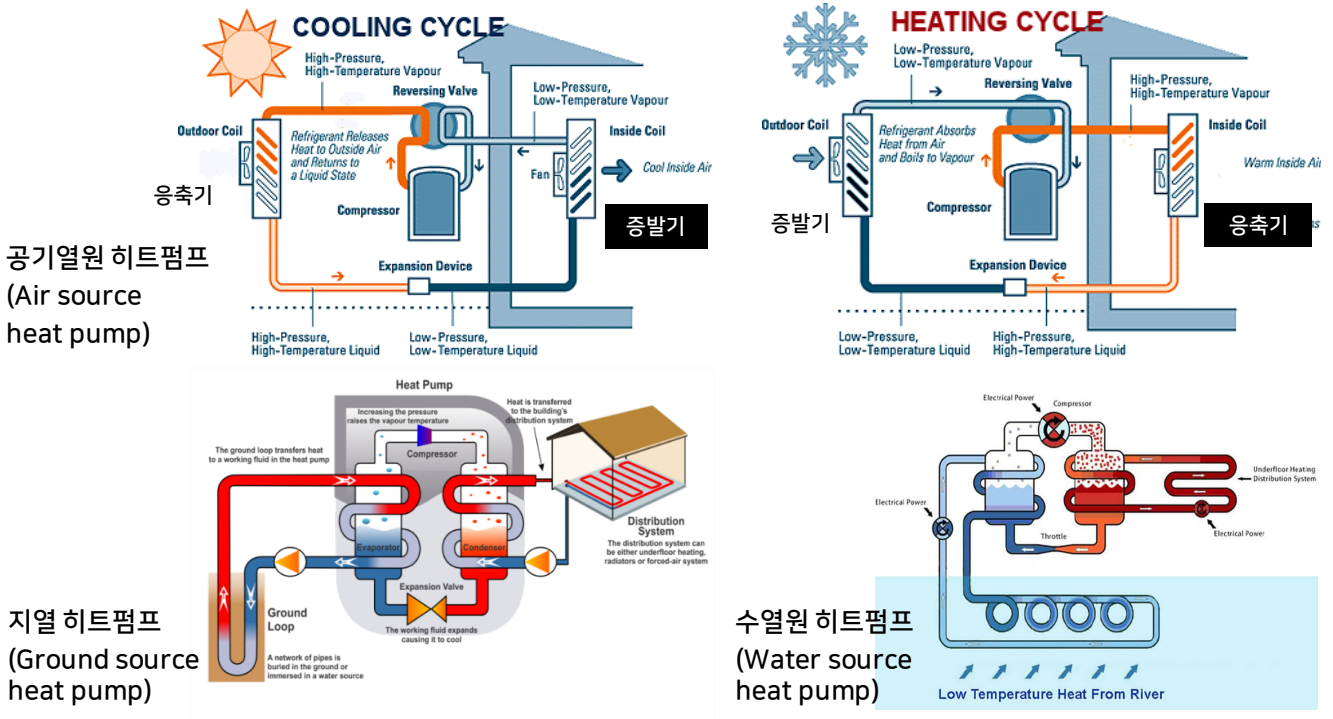 COOLING CYCLE
High-Pressure,
High-Temperature Vapour
Reversing Valve
Low-Pressure,
Low-Temperature Vapour
Outdoor Coil
Refrigerant Releases
Heat to Outside Air
and Returns to
a Liquid State
Inside Coil
Fan
Cool Inside Air
응축기
Compressor
증발기
Expansion Device
High-Pressure,
High-Temperature Liquid
Low-Pressure,
Low-Temperature Liquid
HEATING CYCLE
Low-Pressure,
Low-Temperature Vapour
Reversing Valve
High-Pressure,
High-Temperature Vapour
Outdoor Coil
Refrigerant Absorbs
Heat from Air
and Boils to Vapour
Inside Coil
Warm Inside Air
증발기
Compressor
응축기
Expansion Device
Low-Pressure,
Low-Temperature Liquid
High-Pressure,
High-Temperature Liquid
공기열원 히트펌프
(Air source
heat pump)
Heat Pump
Increasing the pressure
raises the vapour temperature
Heat is transferred
to the building's
distribution system
The ground loop transfers heat
to a working fluid in the heat pump
Compressor
Evaporator
Condenser
Distribution
System
The distribution system can
be either underfloor heating,
radiators or forced-air system
Expansion Valve
The working fluid expands
causing it to cool
Ground
Loop
A network of pipes is
buried in the ground or
immersed in a water source
지열 히트펌프
(Ground source
heat pump)
Electrical Power
Compressor
Underfloor Heating
Distribution System
Electrical Power
Throttle
Electrical Power
Low Temperature Heat From River
수열원 히트펌프
(Water source
heat pump)